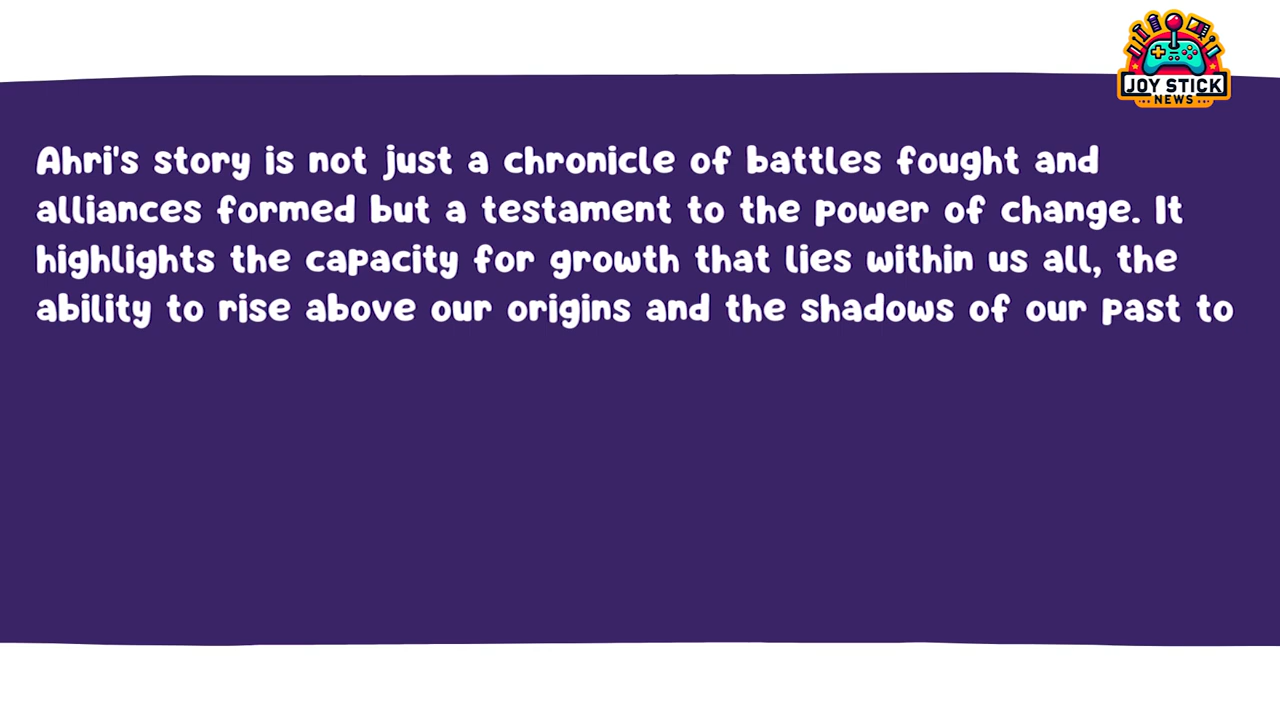 JOY STICK
NEWS
Ahri's story is not just a chronicle of battles fought and
alliances formed but a testament to the power of change. It
highlights the capacity for growth that lies within us all, the
ability to rise above our origins and the shadows of our past to